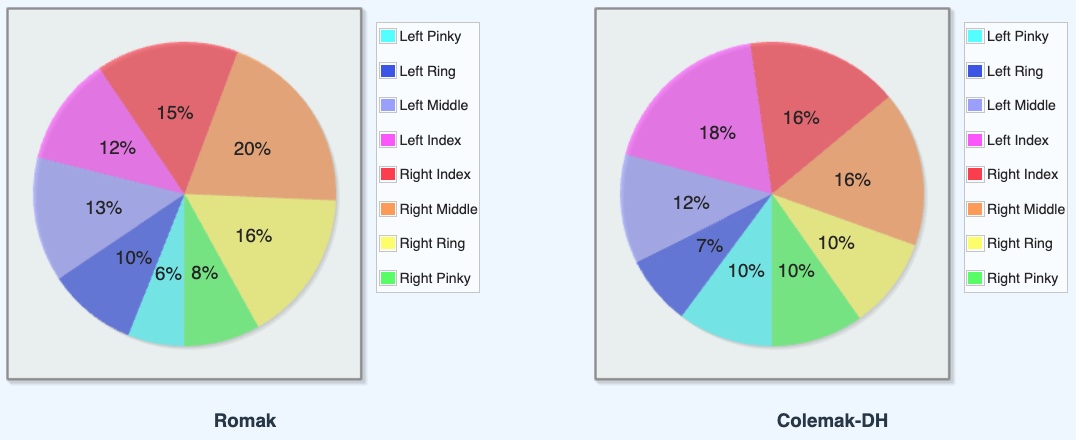 15%
20%
12%
13%
16%
10%
6%
8%
Left Pinky
Left Ring
Left Middle
Left Index
Right Index
Right Middle
Right Ring
Right Pinky
Romak
16%
18%
16%
12%
7%
10%
10%
10%
Left Pinky
Left Ring
Left Middle
Left Index
Right Index
Right Middle
Right Ring
Right Pinky
Colemak-DH